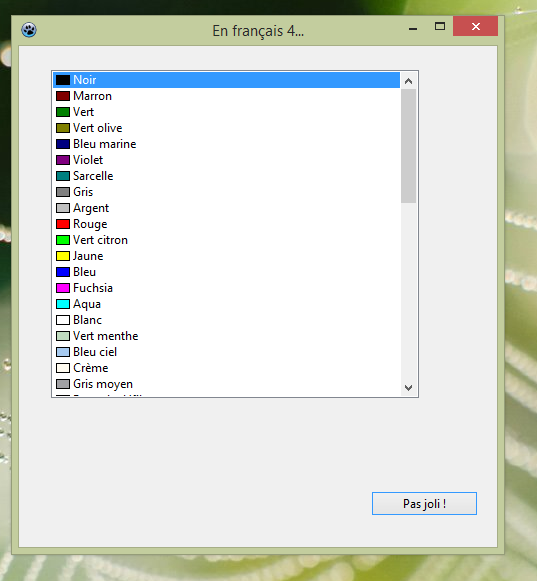 En français 4...
Noir
Marron
Vert
Vert olive
Bleu marine
Violet
Sarcelle
Gris
Argent
Rouge
Vert citron
Jaune
Bleu
Fuchsia
Aqua
Blanc
Vert menthe
Bleu ciel
Crème
Gris moyen
Pas joli !